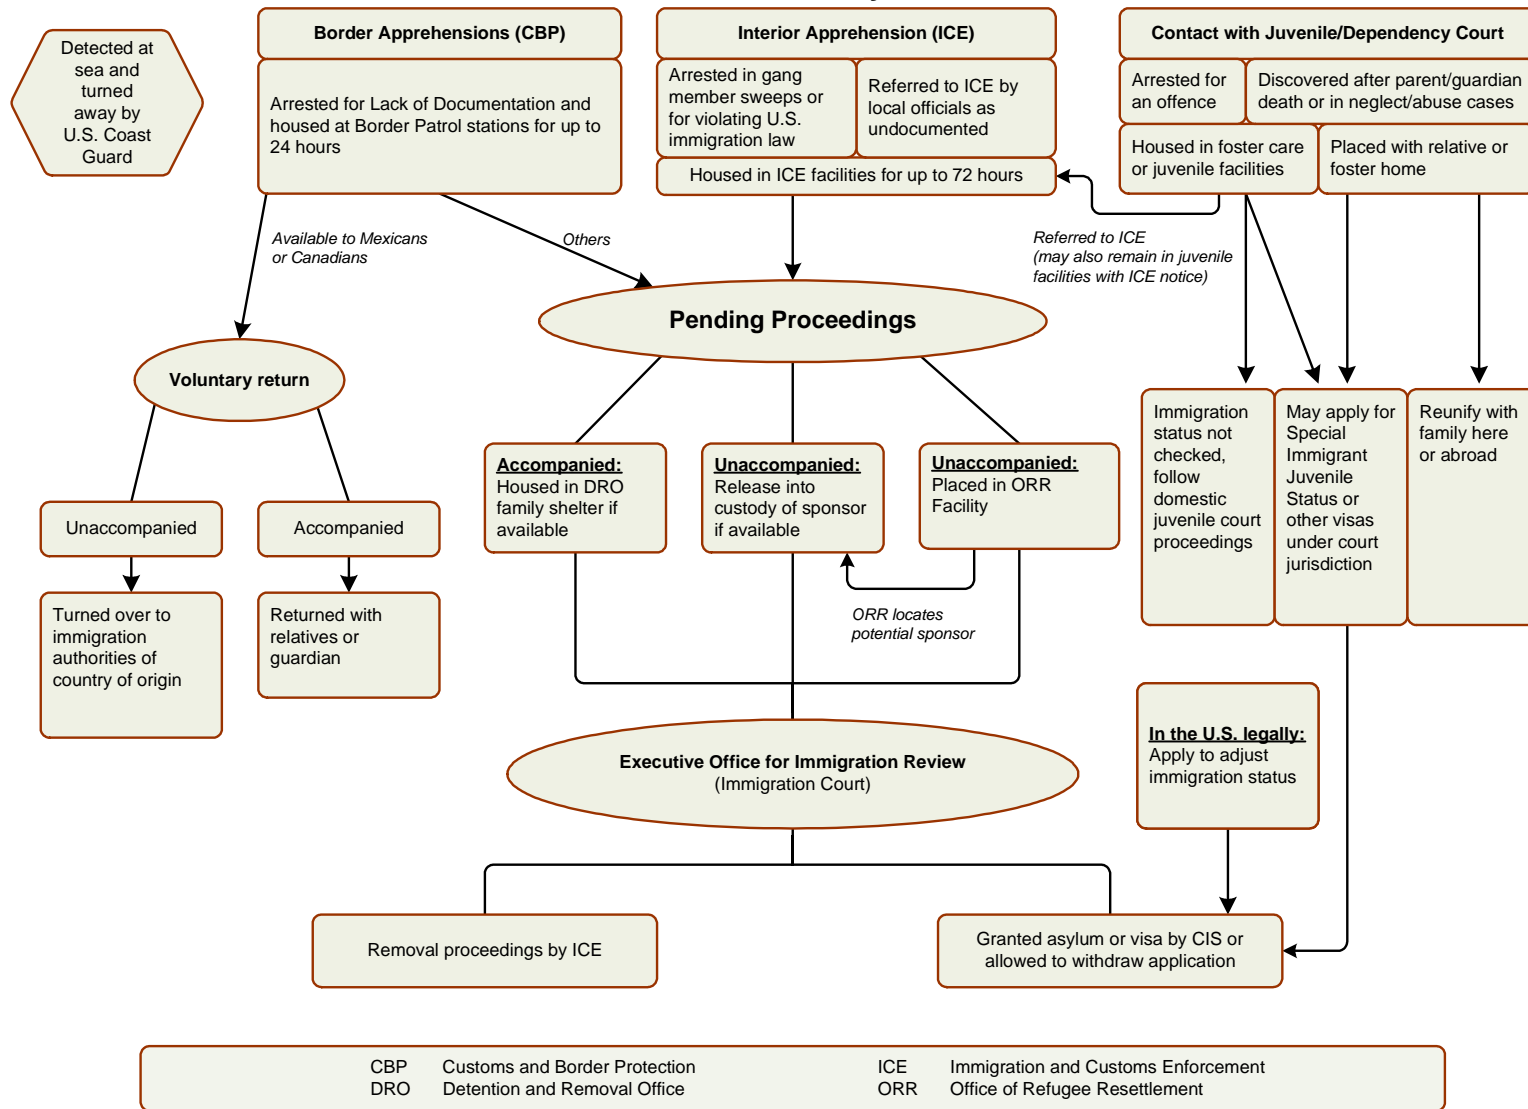 Detected at
sea and
turned
away by
U.S. Coast
Guard
Border Apprehensions (CBP)
Arrested for Lack of Documentation and
housed at Border Patrol stations for up to
24 hours
Interior Apprehension (ICE)
Arrested in gang
member sweeps or
for violating U.S.
immigration law
Referred to ICE by
local officials as
undocumented
Housed in ICE facilities for up to 72 hours
Contact with Juvenile/Dependency Court
Arrested for
an offence
Discovered after parent/guardian
death or in neglect/abuse cases
Housed in foster care
or juvenile facilities
Placed with relative or
foster home
Available to Mexicans
or Canadians
Others
Referred to ICE
(may also remain in juvenile
facilities with ICE notice)
Pending Proceedings
Voluntary return
Unaccompanied
Accompanied
Turned over to
immigration
authorities of
country of origin
Returned with
relatives or
guardian
Accompanied:
Housed in DRO
family shelter if
available
Unaccompanied:
Release into
custody of sponsor
if available
Unaccompanied:
Placed in ORR
Facility
ORR locates
potential sponsor
Immigration
status not
checked,
follow
domestic
juvenile court
proceedings
May apply for
Special
Immigrant
Juvenile
Status or
other visas
under court
jurisdiction
Reunify with
family here
or abroad
Executive Office for Immigration Review
(Immigration Court)
In the U.S. legally:
Apply to adjust
immigration status
Removal proceedings by ICE
Granted asylum or visa by CIS or
allowed to withdraw application
CBP Customs and Border Protection
ICE Immigration and Customs Enforcement
DRO Detention and Removal Office
ORR Office of Refugee Resettlement